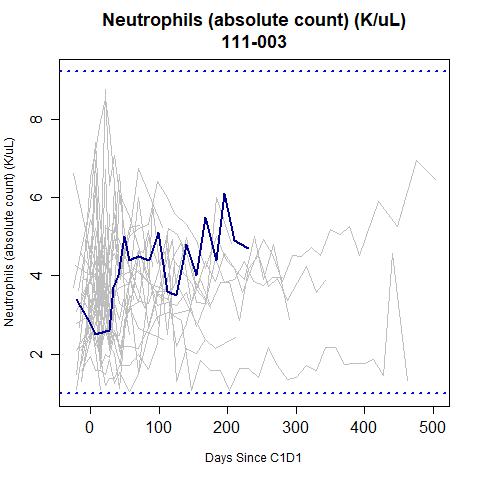 Neutrophils (absolute count) (K/uL)
111-003
Neutrophils (absolute count) (K/uL)
8
6
4
2
0 100 200 300 400 500
Days Since C1D1